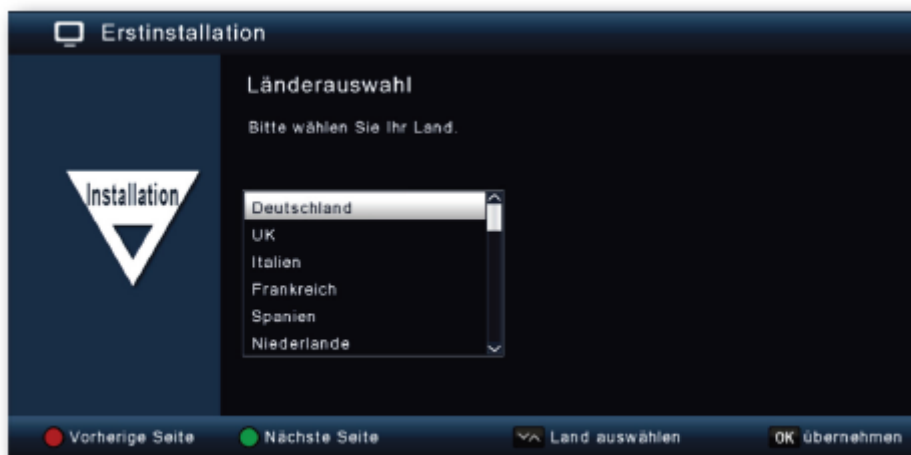 Erstinstallation
Länderauswahl
Bitte wählen Sie Ihr Land.
Installation
Deutschland
UK
Italien
Frankreich
Spanien
Niederlande
Vorherige Seite
Nächste Seite
Land auswählen
OK übernehmen